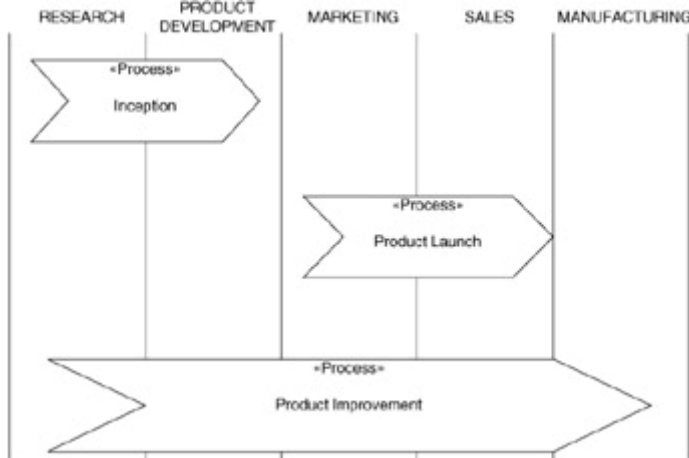 RESEARCH
PRODUCT
DEVELOPMENT
MARKETING
SALES
MANUFACTURING
«Process»
Inception
«Process»
Product Launch
«Process»
Product Improvement